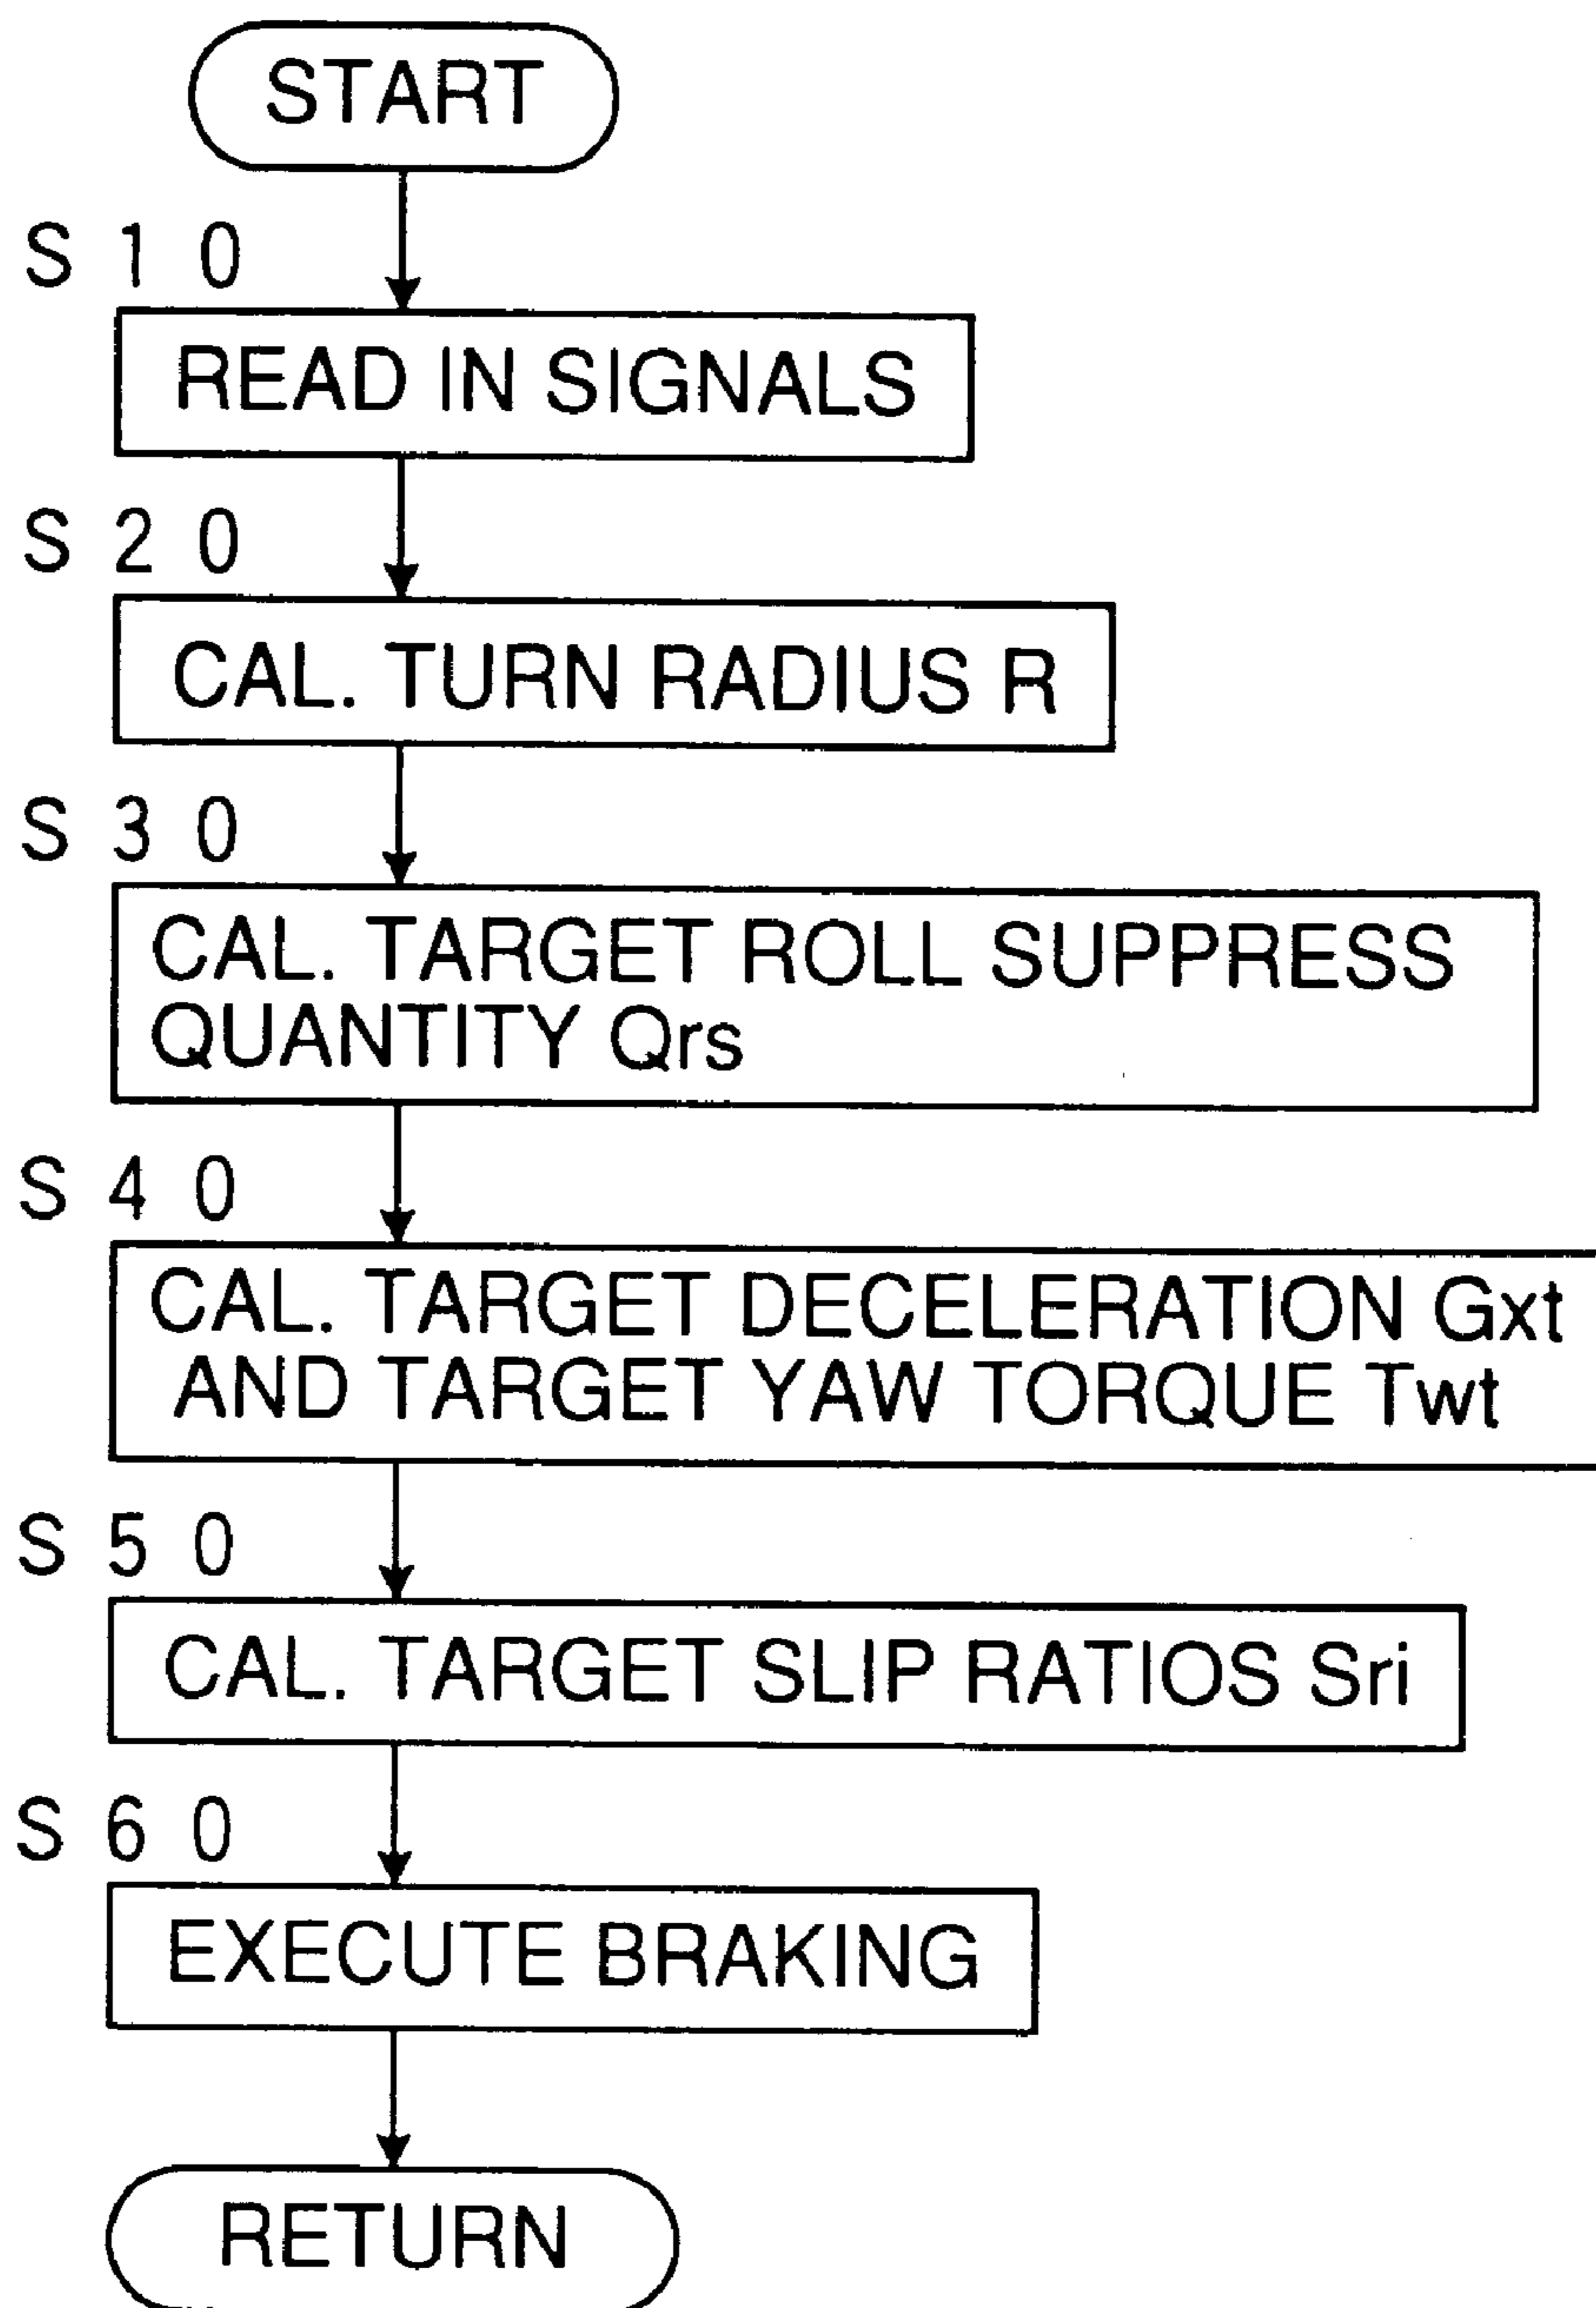 START
S 1 0
READ IN SIGNALS
S 2 0
CAL. TURN RADIUS R
S 3 0
CAL. TARGET ROLL SUPPRESS
QUANTITY Qrs
S 4 0
CAL. TARGET DECELERATION Gxt
AND TARGET YAW TORQUE Twt
S 5 0
CAL. TARGET SLIP RATIOS Sri
S 6 0
EXECUTE BRAKING
RETURN